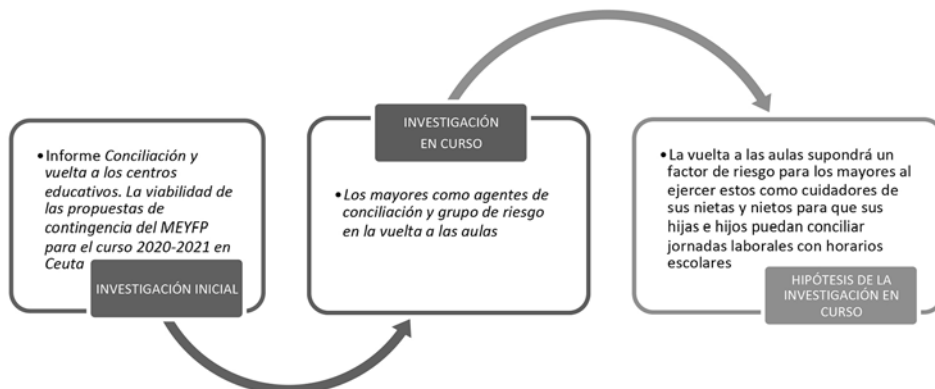 •Informe Conciliación y
vuelta a los centros
educativos. La viabilidad de
las propuestas de
contingencia del MEYFP
para el curso 2020-2021 en
Ceuta
INVESTIGACIÓN INICIAL
INVESTIGACIÓN
EN CURSO
•Los mayores como agentes de
conciliación y grupo de riesgo
en la vuelta a las aulas
•La vuelta a las aulas supondrá un
factor de riesgo para los mayores al
ejercer estos como cuidadores de
sus nietas y nietos para que sus
hijas e hijos puedan conciliar
jornadas laborales con horarios
escolares
HIPÓTESIS DE LA
INVESTIGACIÓN EN
CURSO